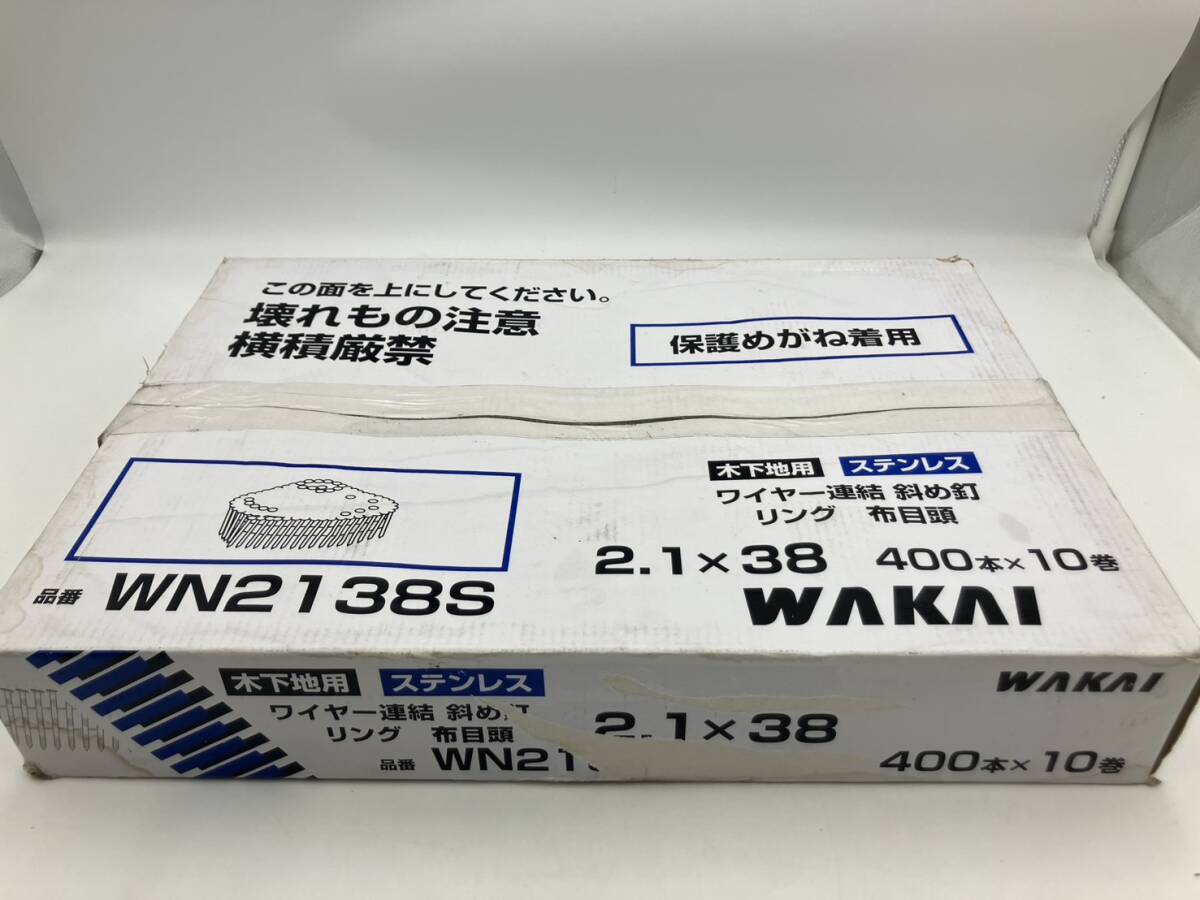 この面を上にしてください。
壊れもの注意
横積厳禁
保護めがね着用
木下地用 ステンレス
ワイヤー連結 斜め釘
リング 布目頭
2.1×38 400本×10巻
品番 WN2138S
WAKAI
木下地用 ステンレス
ワイヤー連結 斜め釘
リング 布目頭
2.1×38
品番 WN21
400本×10巻
WAKAI